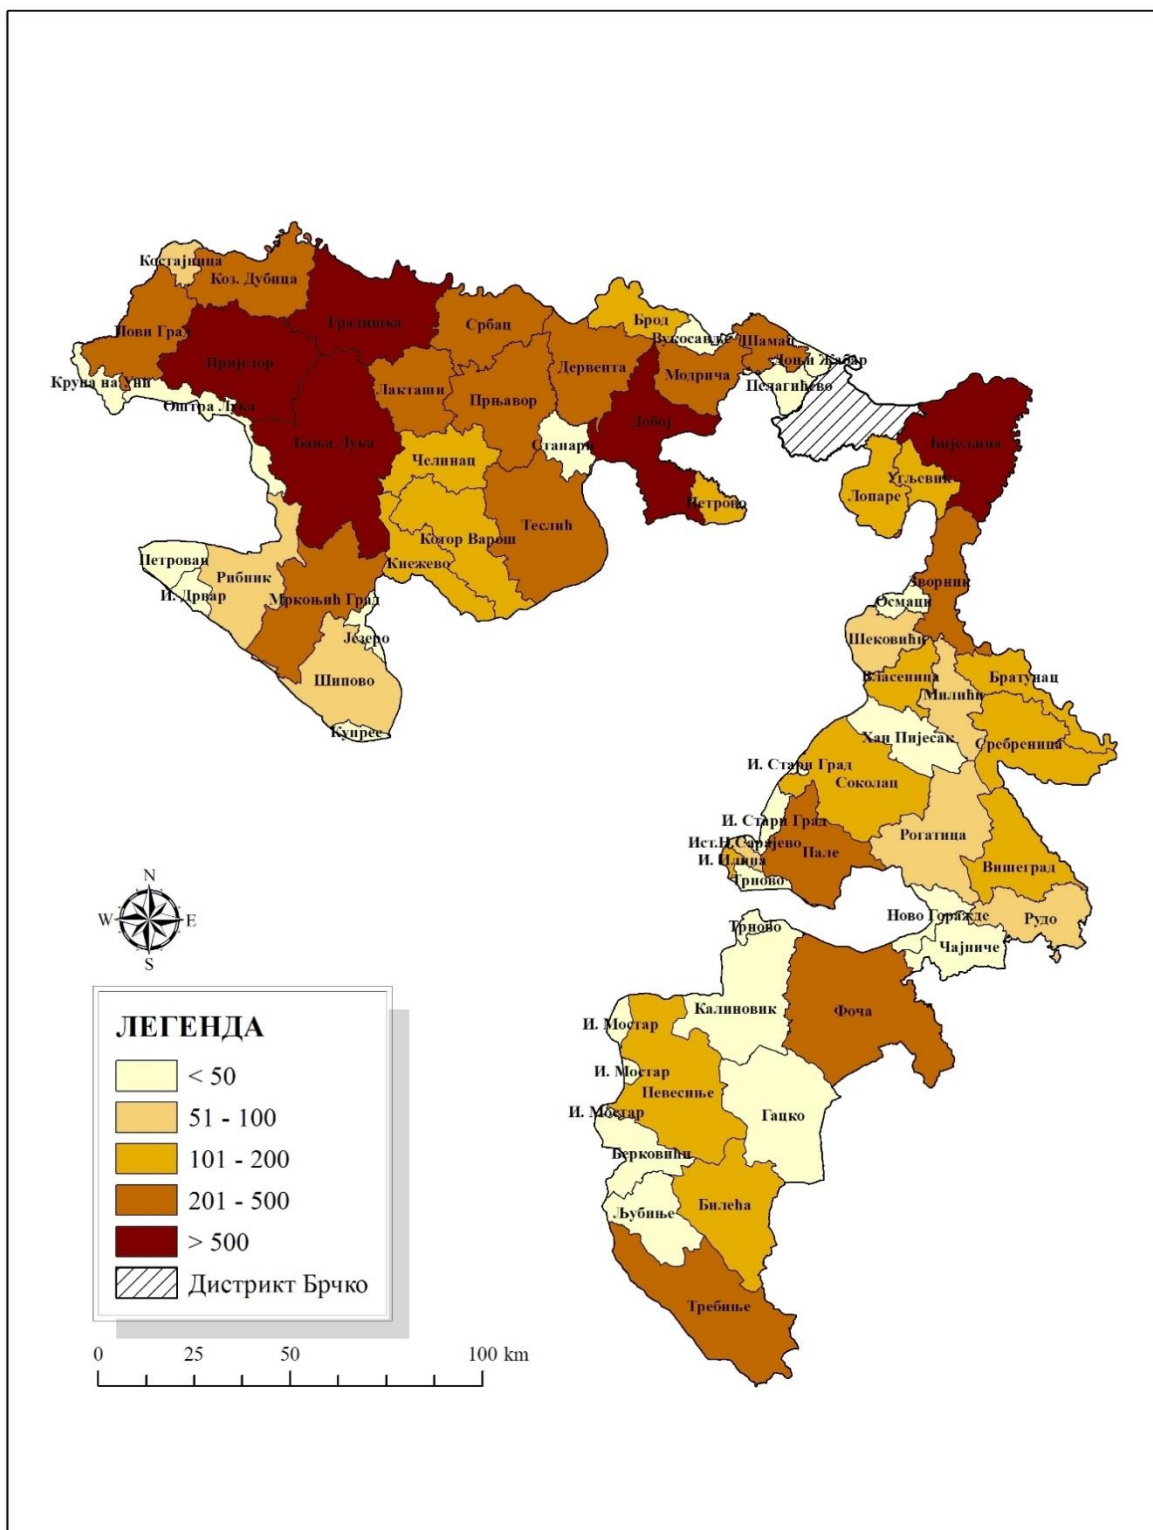 Костајница
Коз. Дубица
Градишка
Нови Град
Србац
Брод
Вукосавље
Шамац
Доњи Жабар
Приједор
Дервента
Модрича
Пелагићево
Круна на Уни
Лакташи
Прњавор
Оштра Лука
Добој
Бања Лука
Станари
Бијељина
Челинац
Угљевик
Лопаре
Петрово
Теслић
Котор Варош
Петровац
Кнежево
Рибник
Зворник
И. Дрвар
Мркоњић Град
Осмаци
Језеро
Шековићи
Шипово
Власеница
Братунац
Милићи
Купрес
Хан Пијесак
Сребреница
И. Стари Град
Соколац
И. Стари Град
Рогатица
Ист.Н.Сарајево
Пале
И. Илиџа
Вишеград
Трново
Ново Горажде
Рудо
Трново
Чајниче
Калиновик
Фоча
И. Мостар
И. Мостар
Невесиње
И. Мостар
Гацко
Берковићи
Билећа
Љубиње
Требиње
N
W
E
S
ЛЕГЕНДА
< 50
51 - 100
101 - 200
201 - 500
> 500
Дистрикт Брчко
0 25 50 100 km